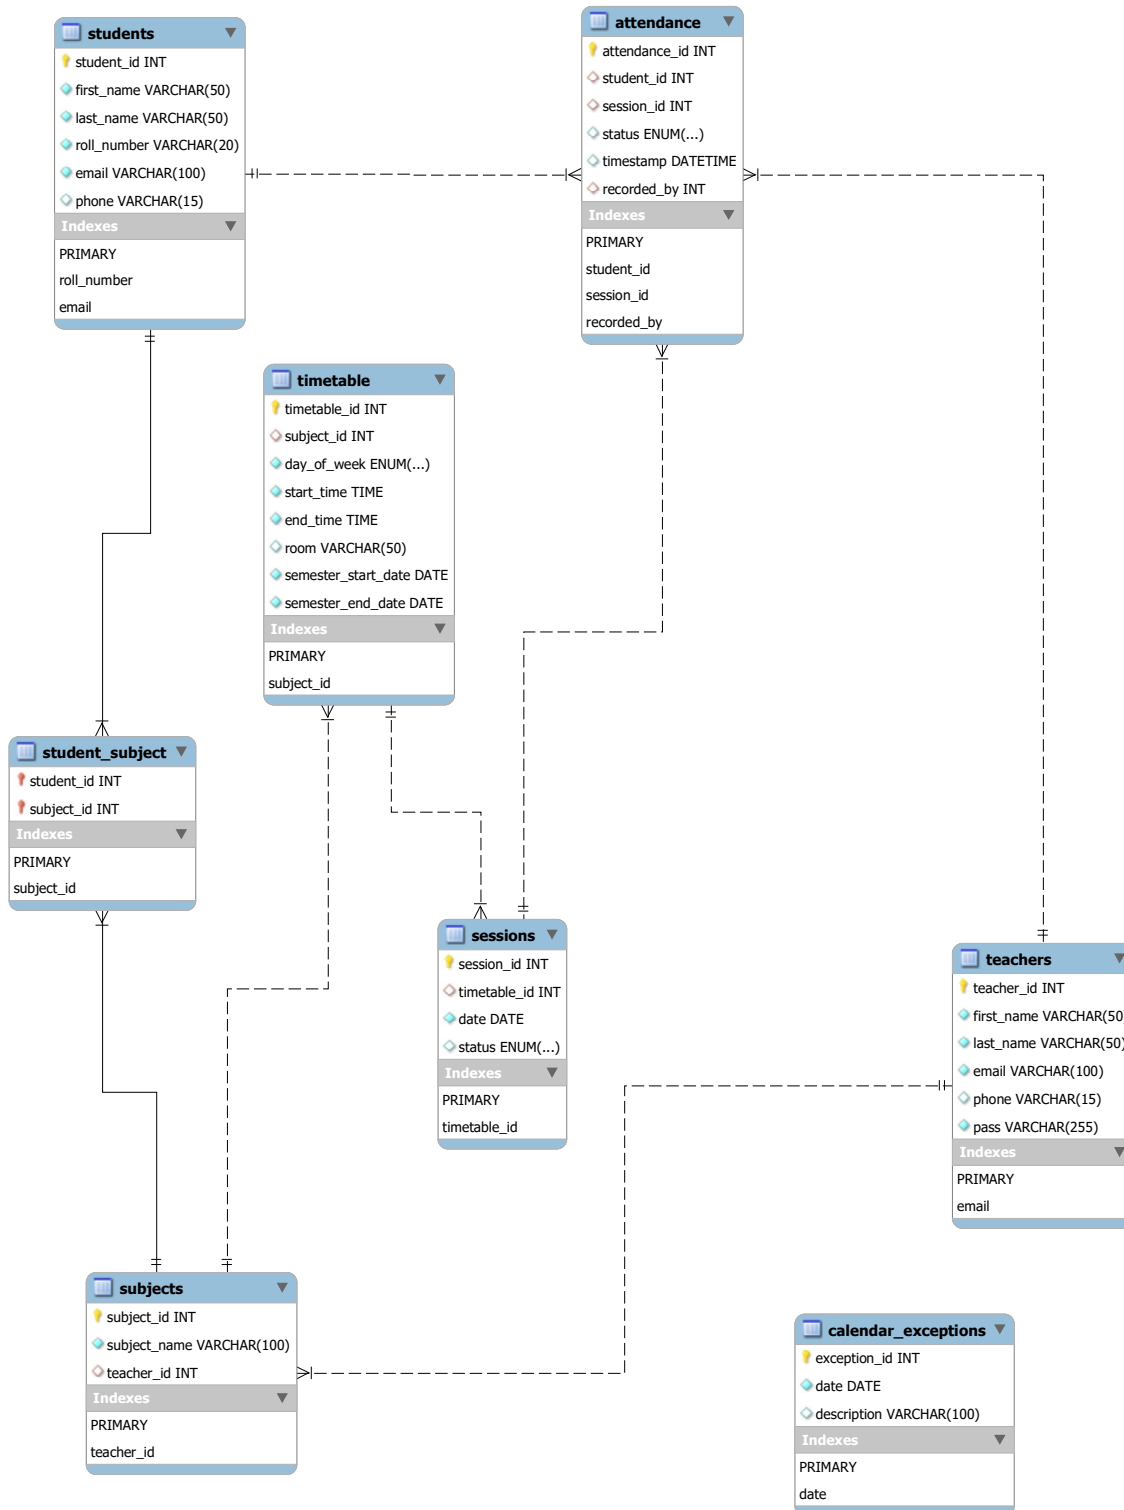 students
student_id INT
first_name VARCHAR(50)
last_name VARCHAR(50)
roll_number VARCHAR(20)
email VARCHAR(100)
phone VARCHAR(15)
Indexes
PRIMARY
roll_number
email
attendance
attendance_id INT
student_id INT
session_id INT
status ENUM(...)
timestamp DATETIME
recorded_by INT
Indexes
PRIMARY
student_id
session_id
recorded_by
timetable
timetable_id INT
subject_id INT
day_of_week ENUM(...)
start_time TIME
end_time TIME
room VARCHAR(50)
semester_start_date DATE
semester_end_date DATE
Indexes
PRIMARY
subject_id
student_subject
student_id INT
subject_id INT
Indexes
PRIMARY
subject_id
sessions
session_id INT
timetable_id INT
date DATE
status ENUM(...)
Indexes
PRIMARY
timetable_id
teachers
teacher_id INT
first_name VARCHAR(50)
last_name VARCHAR(50)
email VARCHAR(100)
phone VARCHAR(15)
pass VARCHAR(255)
Indexes
PRIMARY
email
subjects
subject_id INT
subject_name VARCHAR(100)
teacher_id INT
Indexes
PRIMARY
teacher_id
calendar_exceptions
exception_id INT
date DATE
description VARCHAR(100)
Indexes
PRIMARY
date